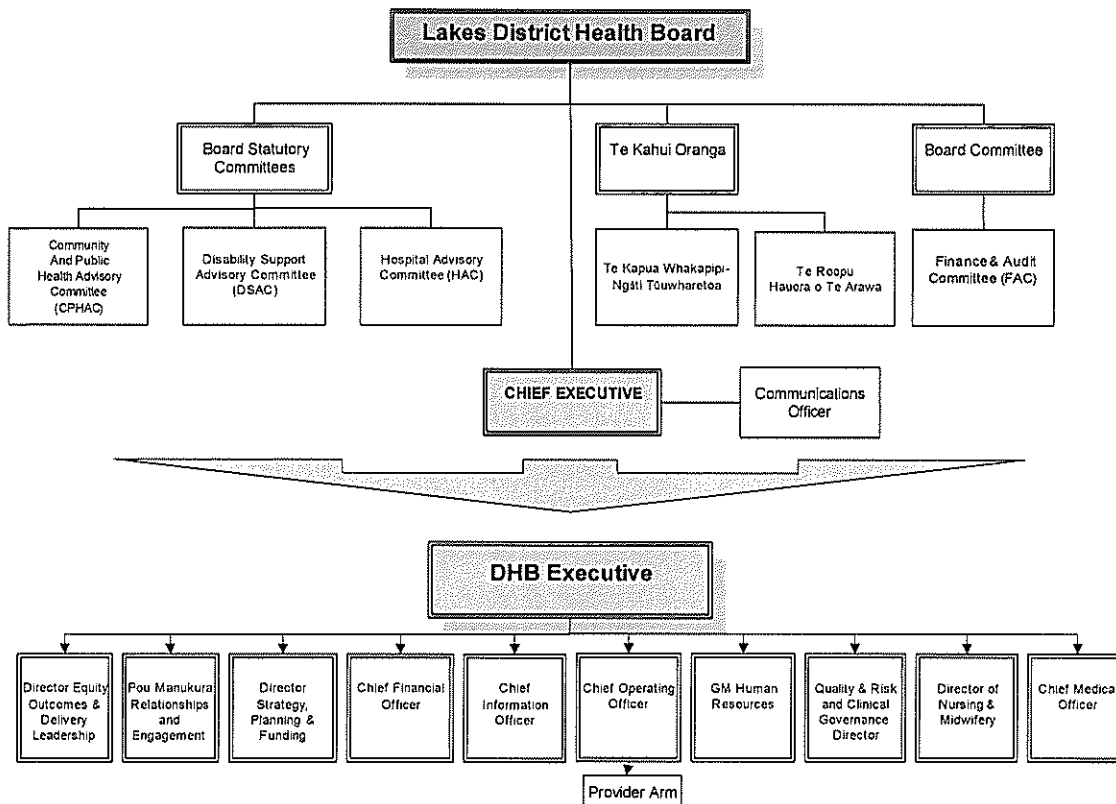 Lakes District Health Board
Board Statutory
Committees
Te Kahui Oranga
Board Committee
Community
And Public
Health Advisory
Committee
(CPHAC)
Disability Support
Advisory Committee
(DSAC)
Hospital Advisory
Committee (HAC)
Te Kapua Whakapipi-
Ngāti Tūuwharetoa
Te Roopu
Hauora o Te Arawa
Finance & Audit
Committee (FAC)
CHIEF EXECUTIVE
Communications
Officer
DHB Executive
Director Equity
Outcomes &
Delivery
Leadership
Pou Manukura
Relationships
and
Engagement
Director
Strategy,
Planning &
Funding
Chief Financial
Officer
Chief
Information
Officer
Chief Operating
Officer
GM Human
Resources
Quality & Risk
and Clinical
Governance
Director
Director of
Nursing &
Midwifery
Chief Medical
Officer
Provider Arm